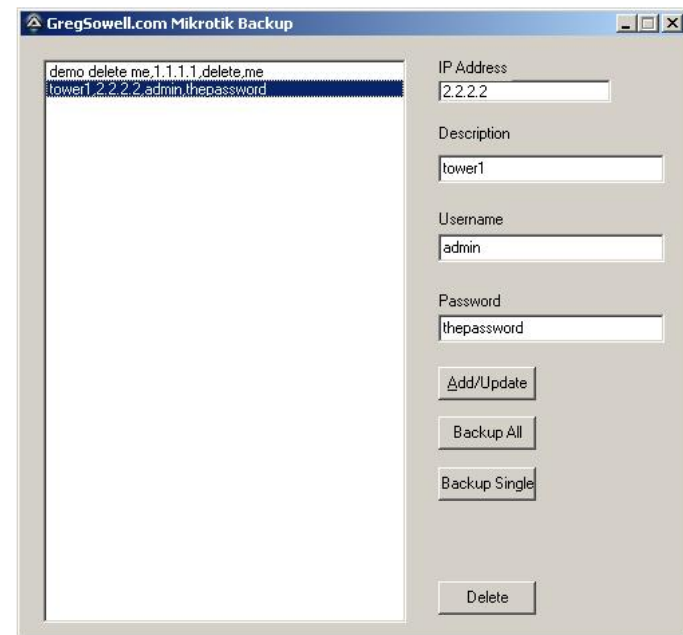 GregSowell.com Mikrotik Backup
demo delete me,1.1.1.1,delete,me
tower1,2.2.2.2,admin,thepassword
IP Address
2.2.2.2
Description
tower1
Username
admin
Password
thepassword
Add/Update
Backup All
Backup Single
Delete